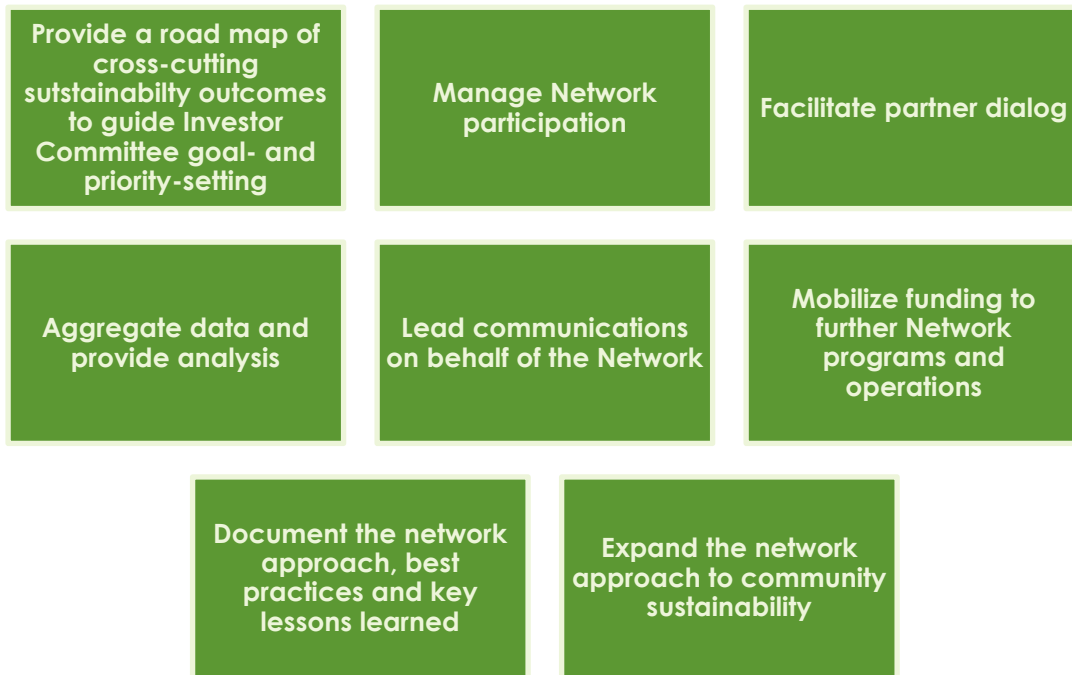 Provide a road map of
cross-cutting
sutstainabilty outcomes
to guide Investor
Committee goal- and
priority-setting
Manage Network
participation
Facilitate partner dialog
Aggregate data and
provide analysis
Lead communications
on behalf of the Network
Mobilize funding to
further Network
programs and
operations
Document the network
approach, best
practices and key
lessons learned
Expand the network
approach to community
sustainability